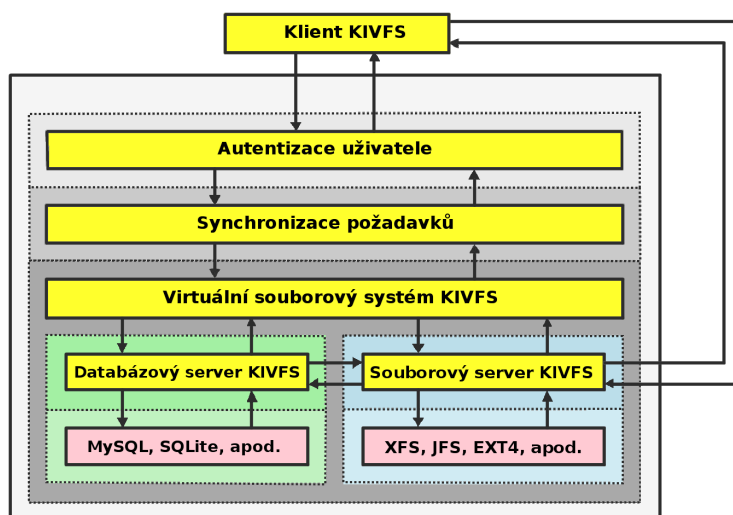 Klient KIVFS
Autentizace uživatele
Synchronizace požadavků
Virtuální souborový systém KIVFS
Databázový server KIVFS
Souborový server KIVFS
MySQL, SQLite, apod.
XFS, JFS, EXT4, apod.